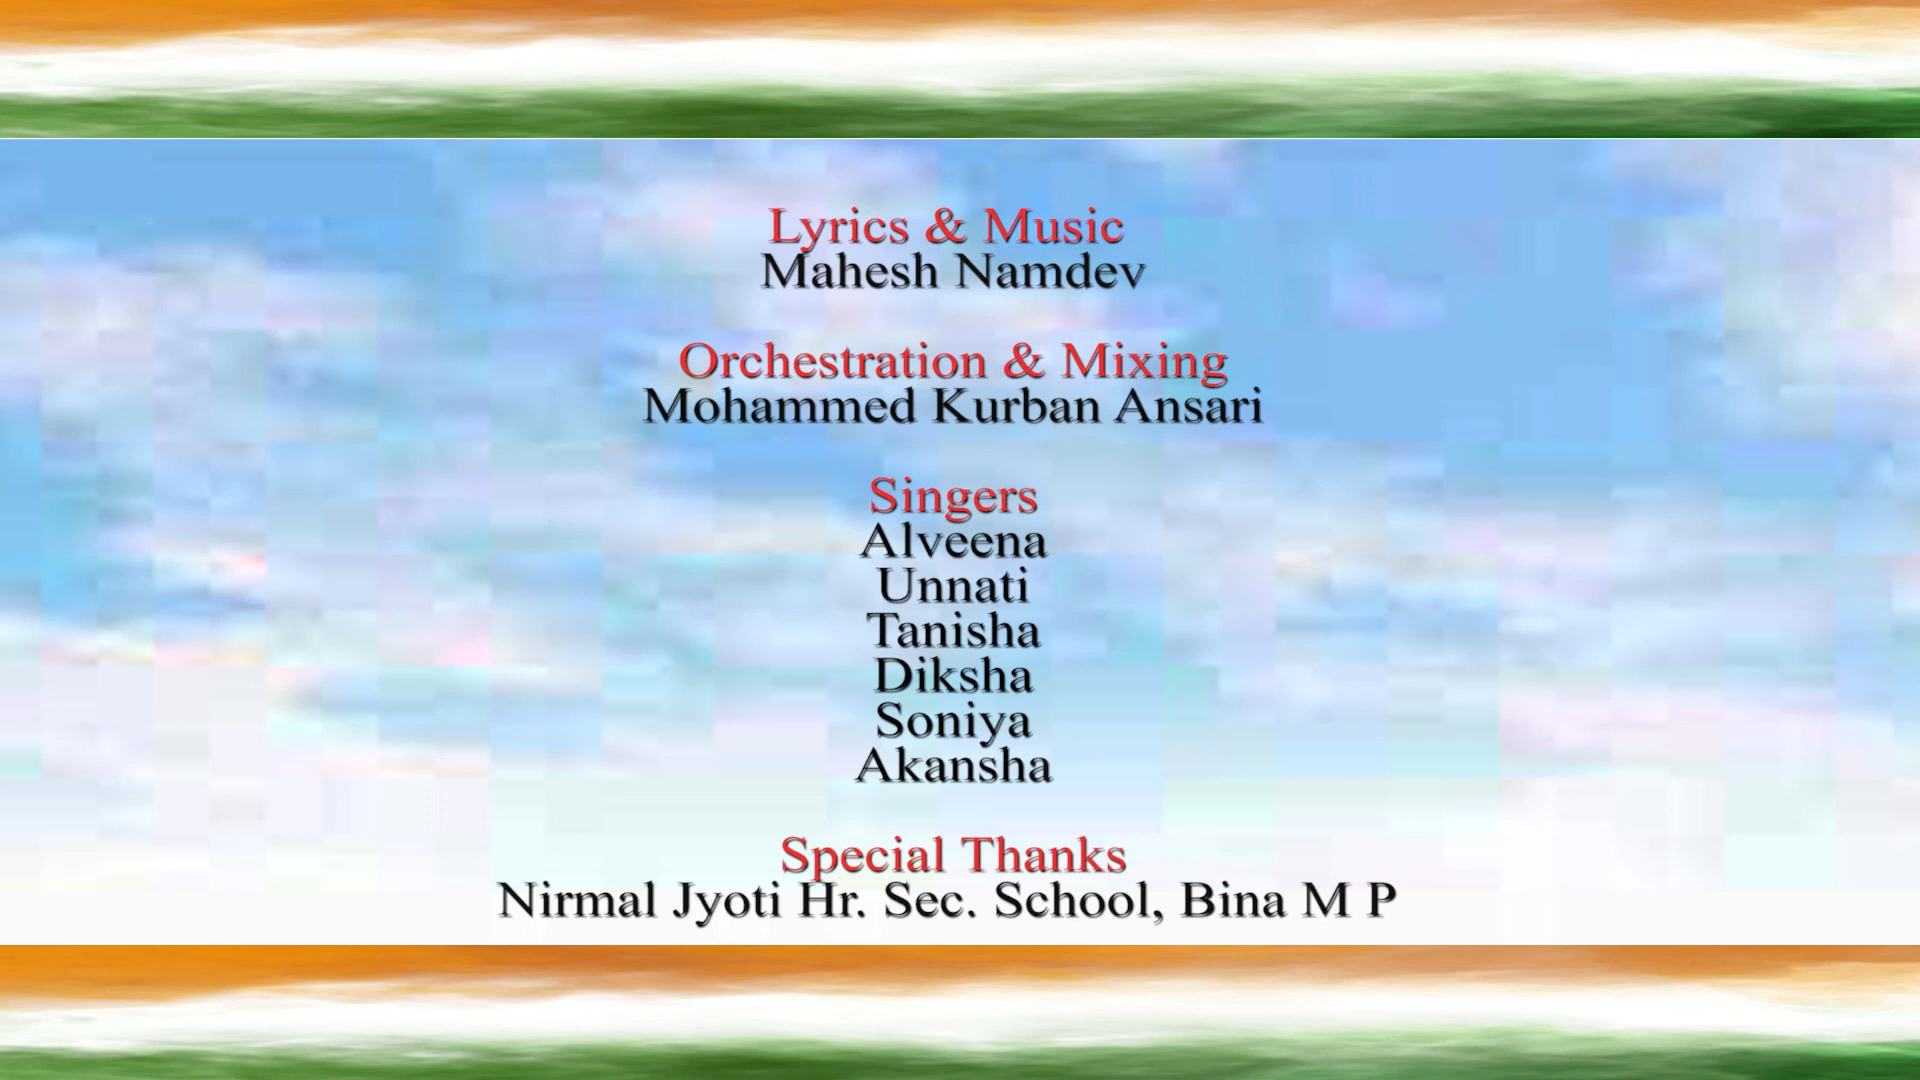 Lyrics & Music
Mahesh Namdev
Orchestration & Mixing
Mohammed Kurban Ansari
Singers
Alveena
Unnati
Tanisha
Diksha
Soniya
Akansha
Special Thanks
Nirmal Jyoti Hr. Sec. School, Bina M P